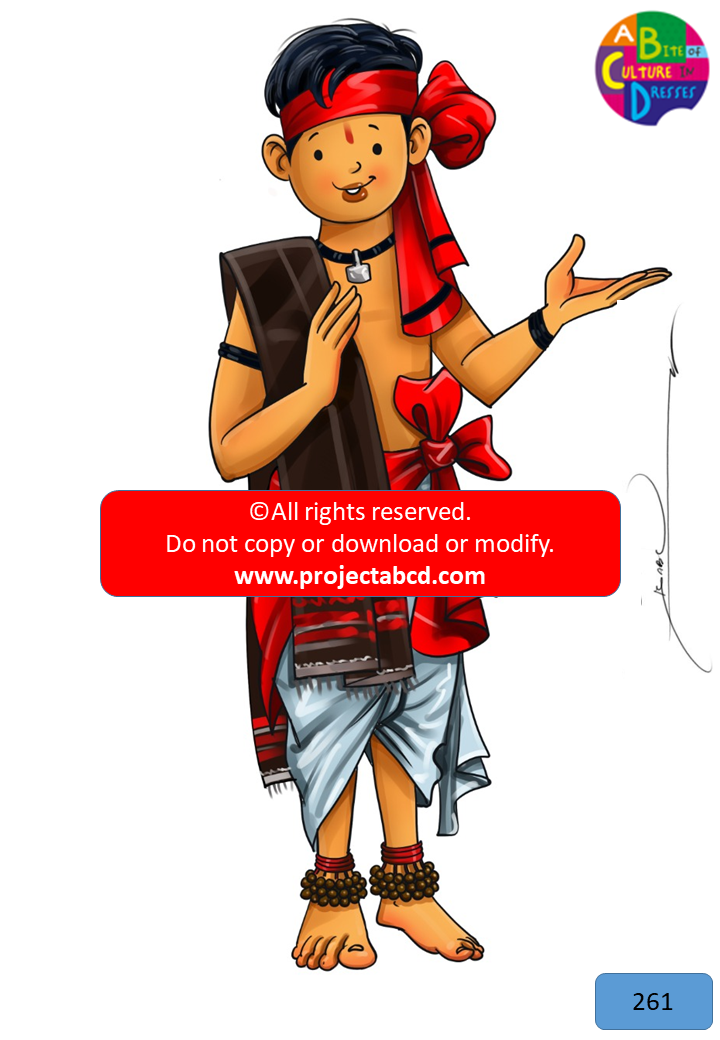 A BITE OF
CULTURE IN
DRESSES
©All rights reserved.
Do not copy or download or modify.
www.projectabcd.com
261